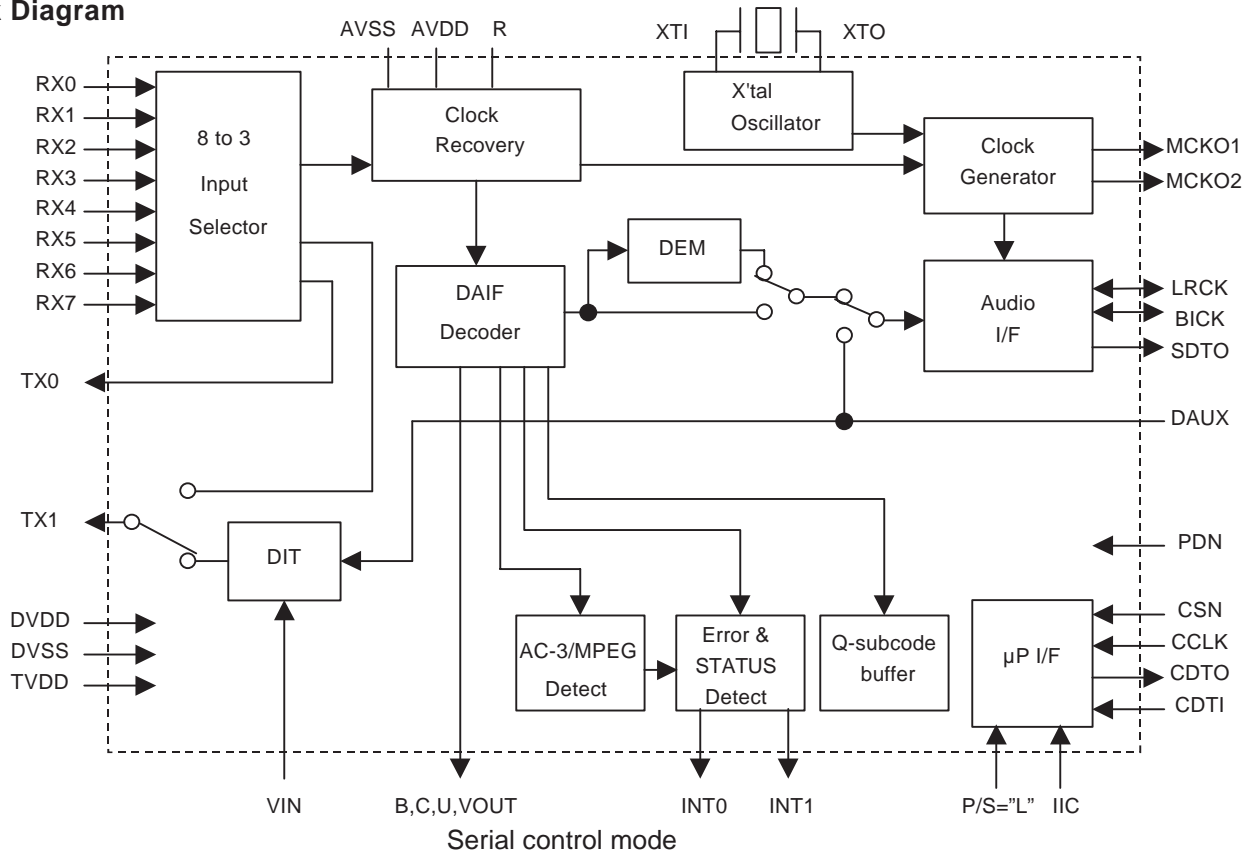 Diagram
AVSS AVDD R
XTI XTO
RX0
RX1
RX2
RX3
RX4
RX5
RX6
RX7
8 to 3
Input
Selector
Clock
Recovery
X'tal
Oscillator
Clock
Generator
MCKO1
MCKO2
DEM
DAIF
Decoder
Audio
I/F
LRCK
BICK
SDTO
TX0
DAUX
TX1
DIT
PDN
DVDD
DVSS
TVDD
AC-3/MPEG
Detect
Error &
STATUS
Detect
Q-subcode
buffer
µP I/F
CSN
CCLK
CDTO
CDTI
VIN
B,C,U,VOUT
INT0
INT1
P/S=”L”
IIC
Serial control mode